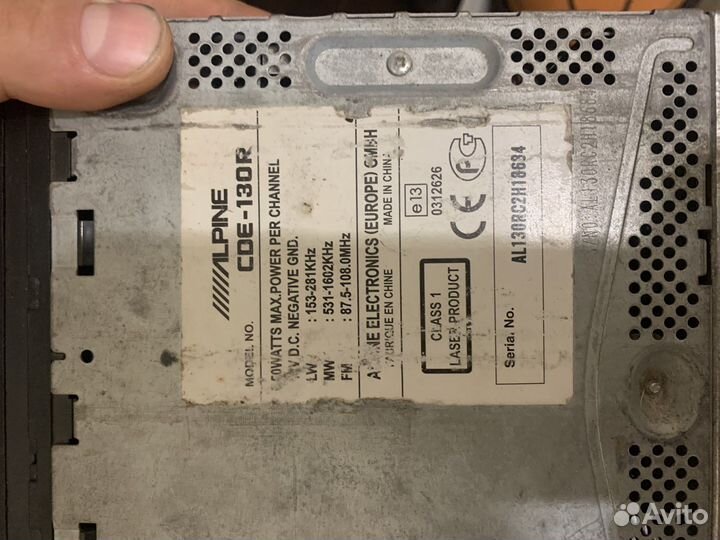 ALPINE
MODEL NO. CDE-130R
WATTS MAX.POWER PER CHANNEL
V D.C. NEGATIVE GND.
LW : 153-281KHz
MW : 531-1602KHz
FM : 87.5-108.0MHz
ALPINE ELECTRONICS (EUROPE) GMBH
FABRIQUE EN CHINE MADE IN CHINA
e13
0312626
CE
CLASS 1
LASER PRODUCT
AL130RC2H18634
Serial No.
Avito